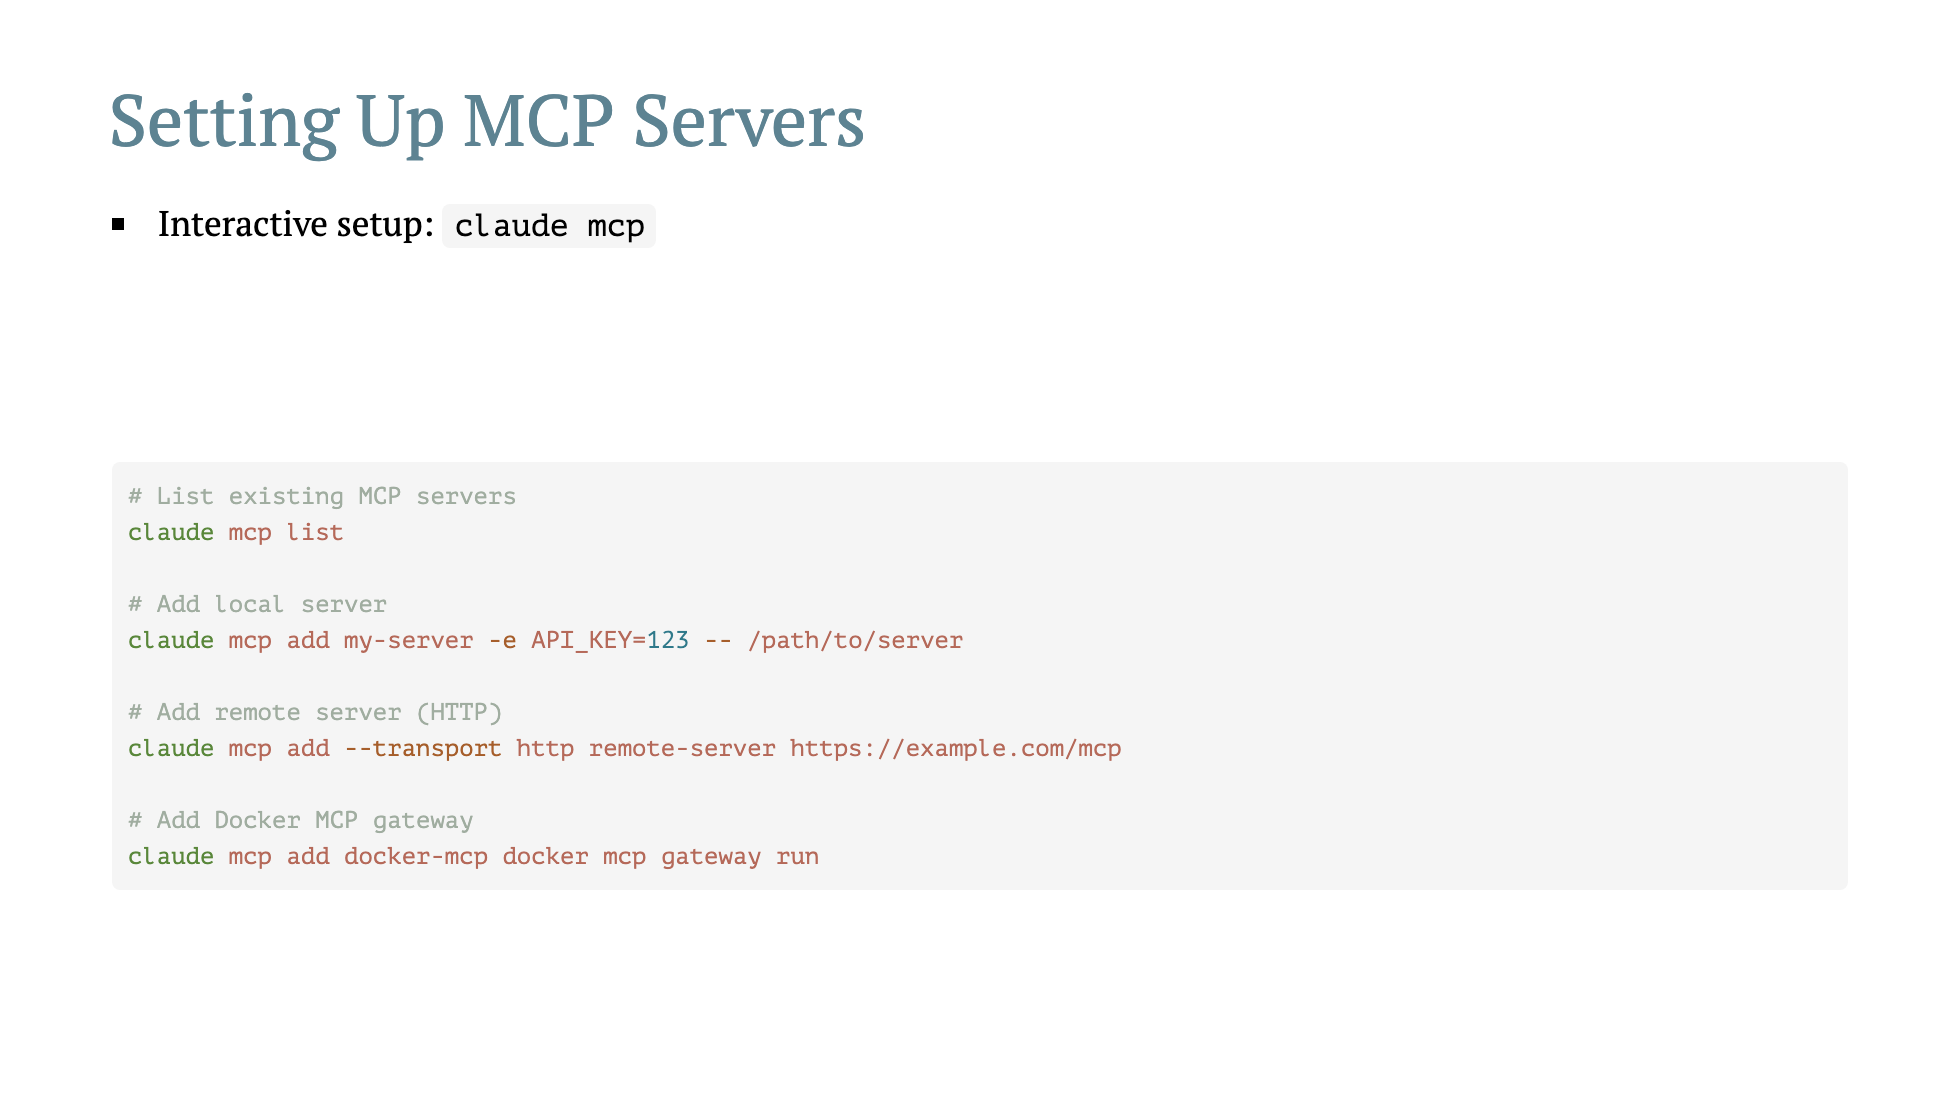 Setting Up MCP Servers
▪ Interactive setup: claude mcp
# List existing MCP servers
claude mcp list
# Add local server
claude mcp add my-server -e API_KEY=123 -- /path/to/server
# Add remote server (HTTP)
claude mcp add --transport http remote-server https://example.com/mcp
# Add Docker MCP gateway
claude mcp add docker-mcp docker mcp gateway run